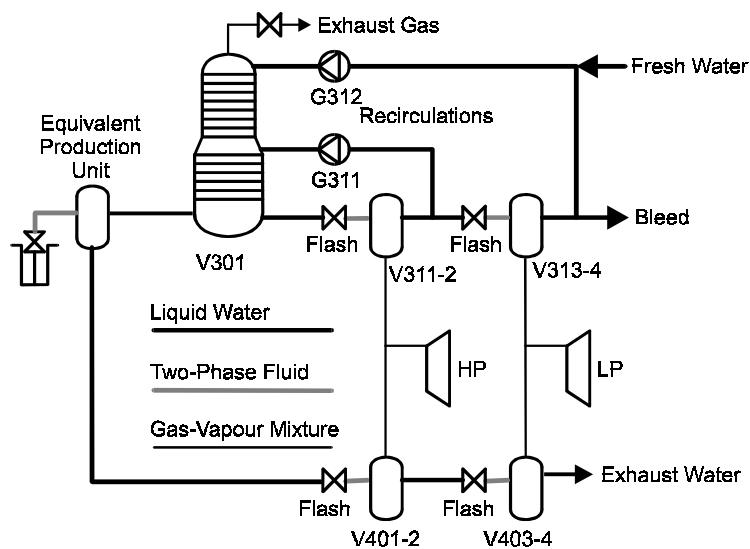 Exhaust Gas
Fresh Water
G312
Recirculations
Equivalent
Production
Unit
G311
Flash
Flash
Bleed
V301
V311-2
V313-4
Liquid Water
Two-Phase Fluid
HP
LP
Gas-Vapour Mixture
Exhaust Water
Flash
Flash
V401-2
V403-4